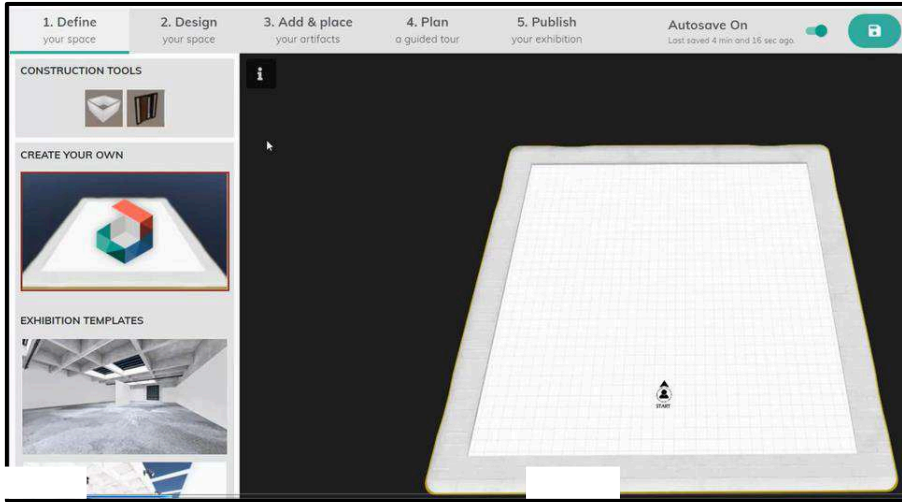 1. Define
your space
2. Design
your space
3. Add & place
your artifacts
4. Plan
a guided tour
5. Publish
your exhibition
Autosave On
Last saved 4 min and 16 sec ago.
CONSTRUCTION TOOLS
i
CREATE YOUR OWN
EXHIBITION TEMPLATES
START